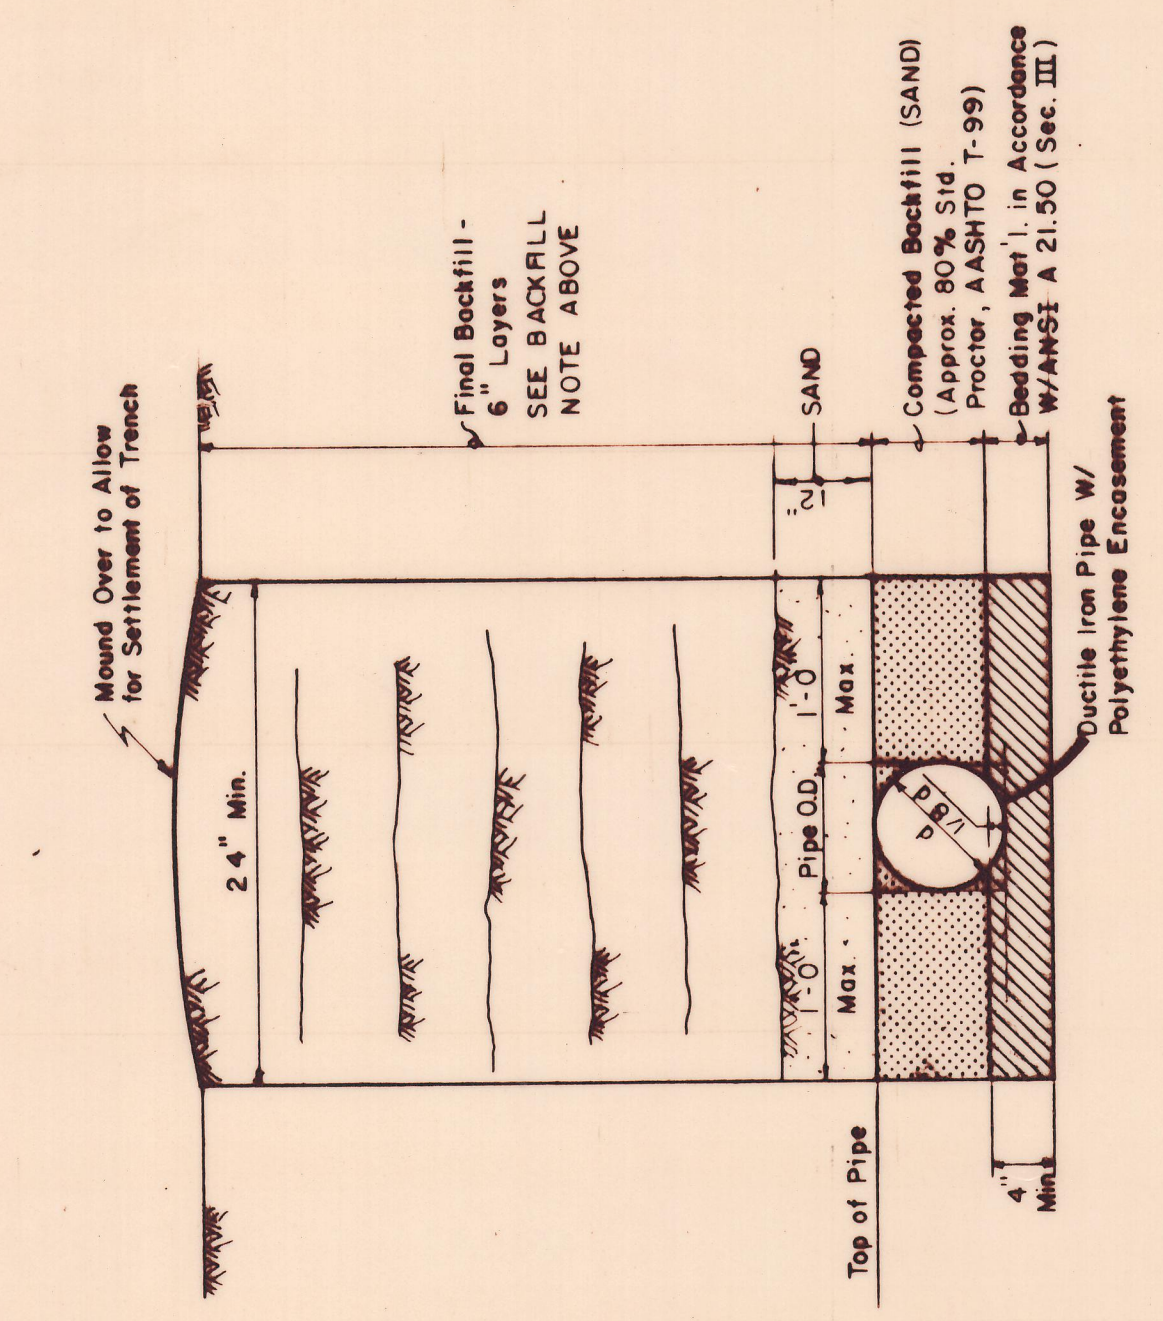 Mound Over to Allow
for Settlement of Trench
24" Min.
Final Backfill-
6" Layers
SEE BACKFILL
NOTE ABOVE
12"
SAND
1'-0"
Pipe O.D.
1'-0
Max.
Max.
Compacted Backfill (SAND)
(Approx. 80% Std.
Proctor, AASHTO T-99)
Top of Pipe
d
1/8 d
Bedding Mat'l. in Accordance
W/ANSI A 21.50 (Sec. III)
4"
Min.
Ductile Iron Pipe W/
Polyethylene Encasement